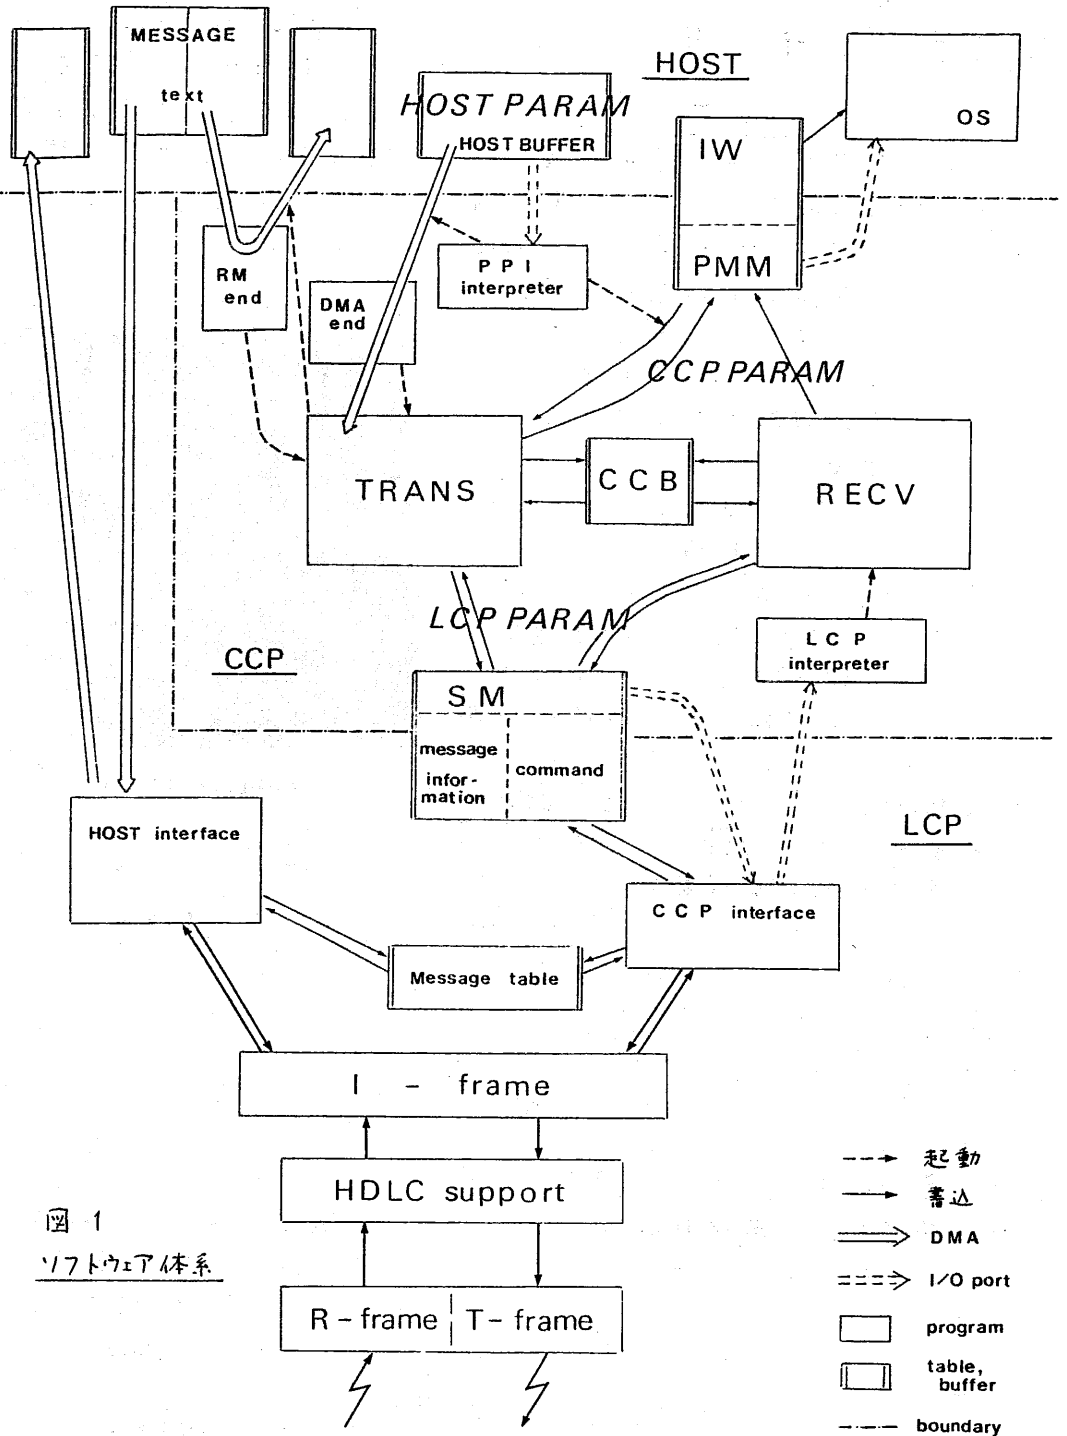 MESSAGE
text
HOST
HOST PARAM
HOST BUFFER
OS
IW
PMM
RM
end
DMA
end
PPI
interpreter
CCP PARAM
TRANS
CCB
RECV
LCP PARAM
LCP
interpreter
CCP
SM
message
infor-
mation
command
LCP
HOST interface
CCP interface
Message table
I - frame
HDLC support
R-frame
T-frame
図 1
ソフトウェア体系
起動
書込
DMA
I/O port
program
table,
buffer
boundary